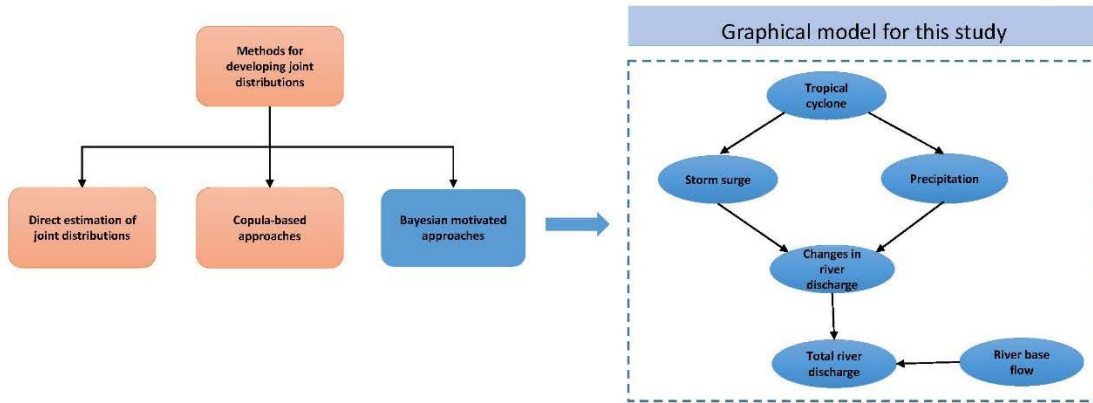 Methods for
developing joint
distributions
Direct estimation of
joint distributions
Copula-based
approaches
Bayesian motivated
approaches
Graphical model for this study
Tropical
cyclone
Storm surge
Precipitation
Changes in
river
discharge
Total river
discharge
River base
flow